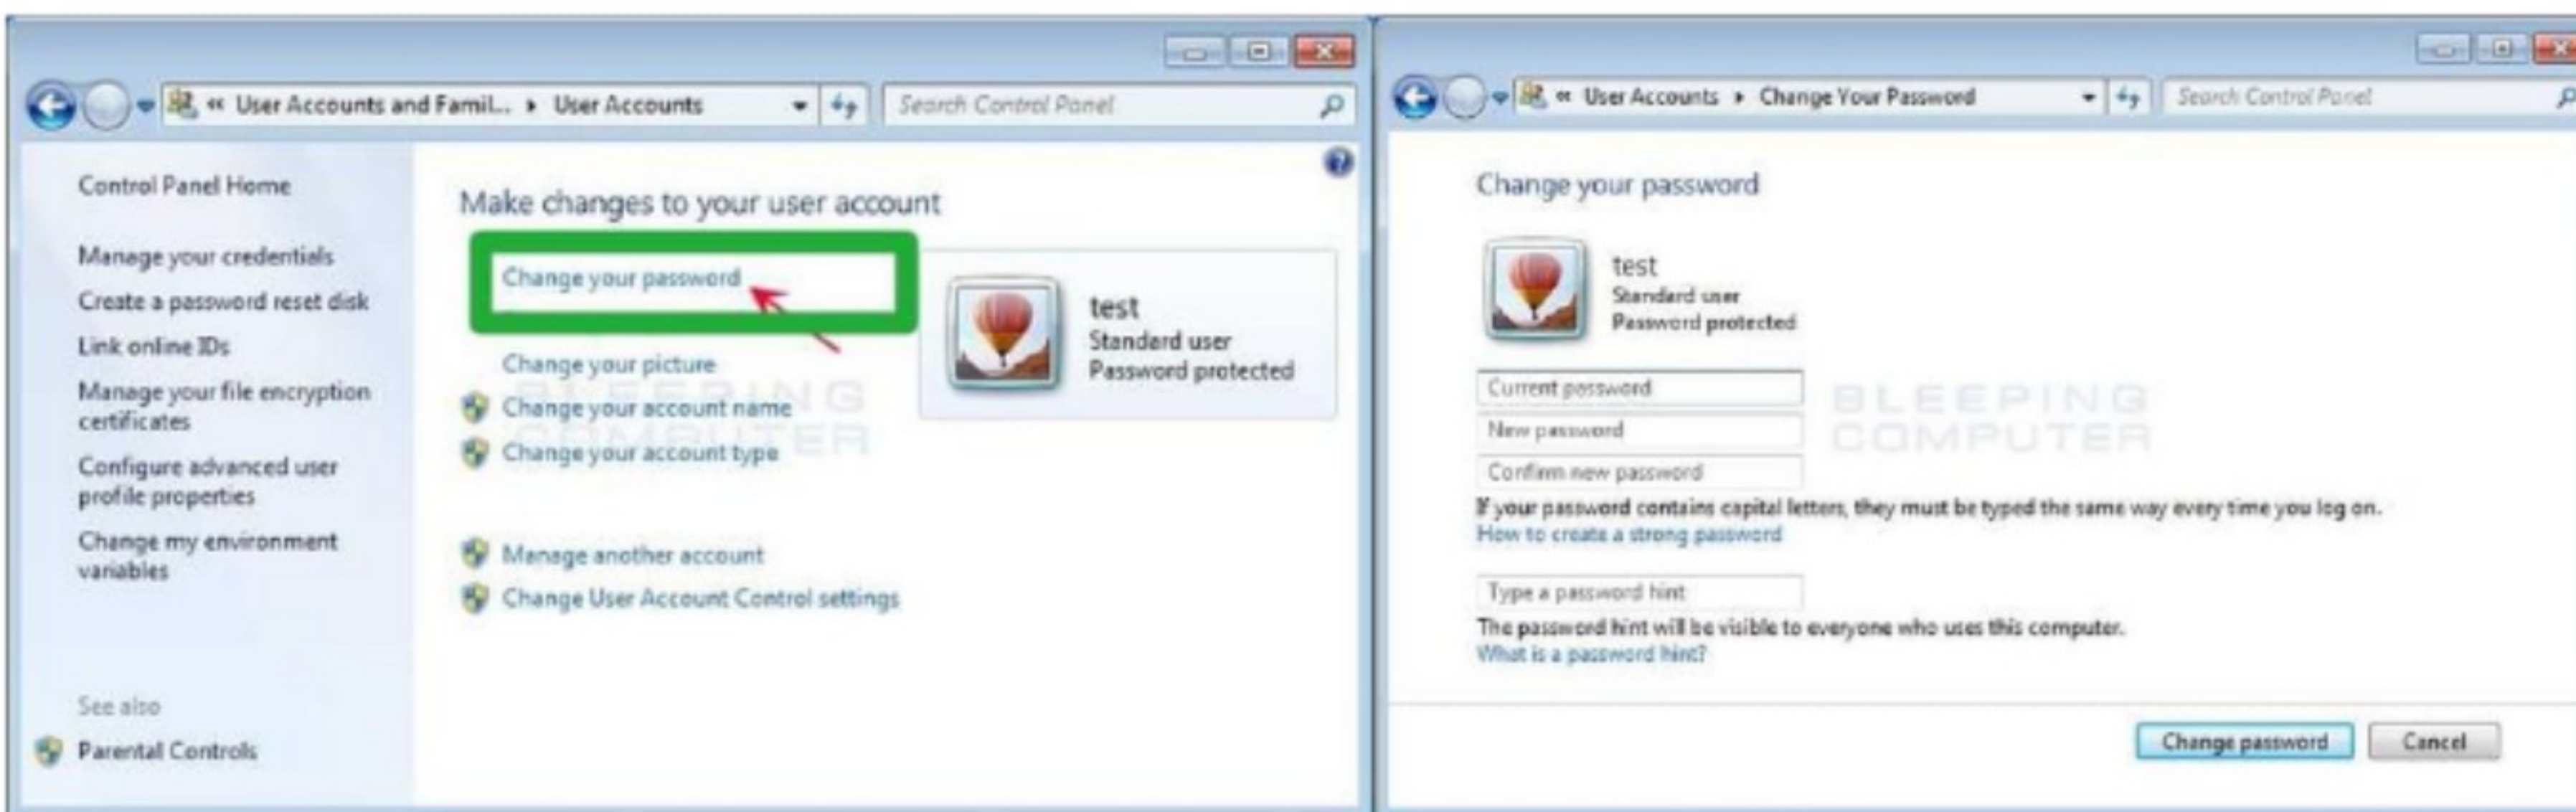 « User Accounts and Famil... ▸ User Accounts
Search Control Panel
Control Panel Home
Manage your credentials
Create a password reset disk
Link online IDs
Manage your file encryption
certificates
Configure advanced user
profile properties
Change my environment
variables
See also
Parental Controls
Make changes to your user account
Change your password
Change your picture
Change your account name
Change your account type
Manage another account
Change User Account Control settings
test
Standard user
Password protected
BLEEPING
COMPUTER
« User Accounts ▸ Change Your Password
Search Control Panel
Change your password
test
Standard user
Password protected
Current password
New password
Confirm new password
If your password contains capital letters, they must be typed the same way every time you log on.
How to create a strong password
Type a password hint
The password hint will be visible to everyone who uses this computer.
What is a password hint?
BLEEPING
COMPUTER
Change password
Cancel